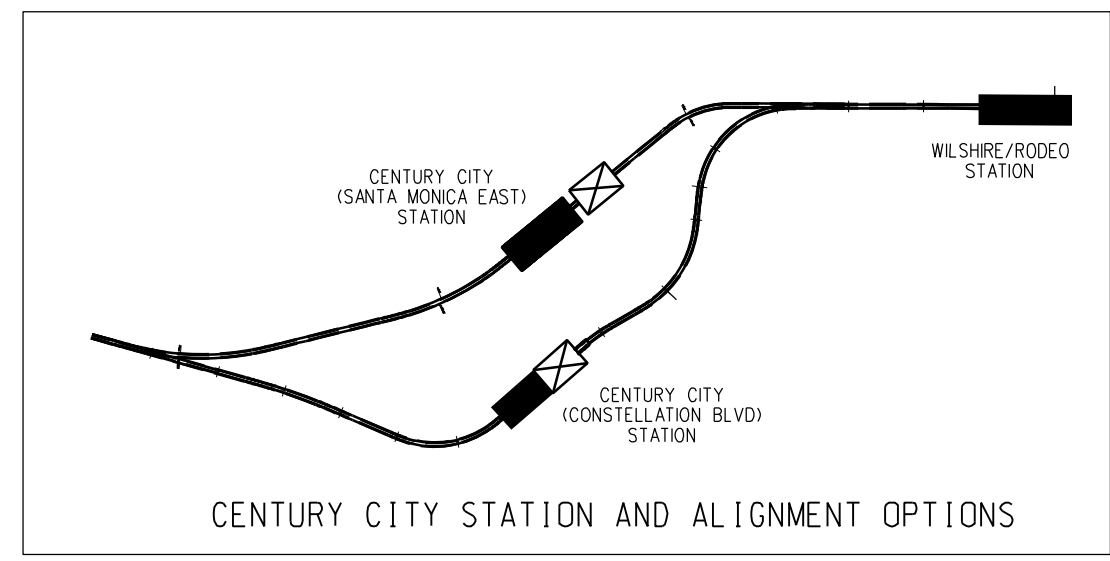 CENTURY CITY
(SANTA MONICA EAST)
STATION
WILSHIRE/RODEO
STATION
CENTURY CITY
(CONSTELLATION BLVD)
STATION
CENTURY CITY STATION AND ALIGNMENT OPTIONS